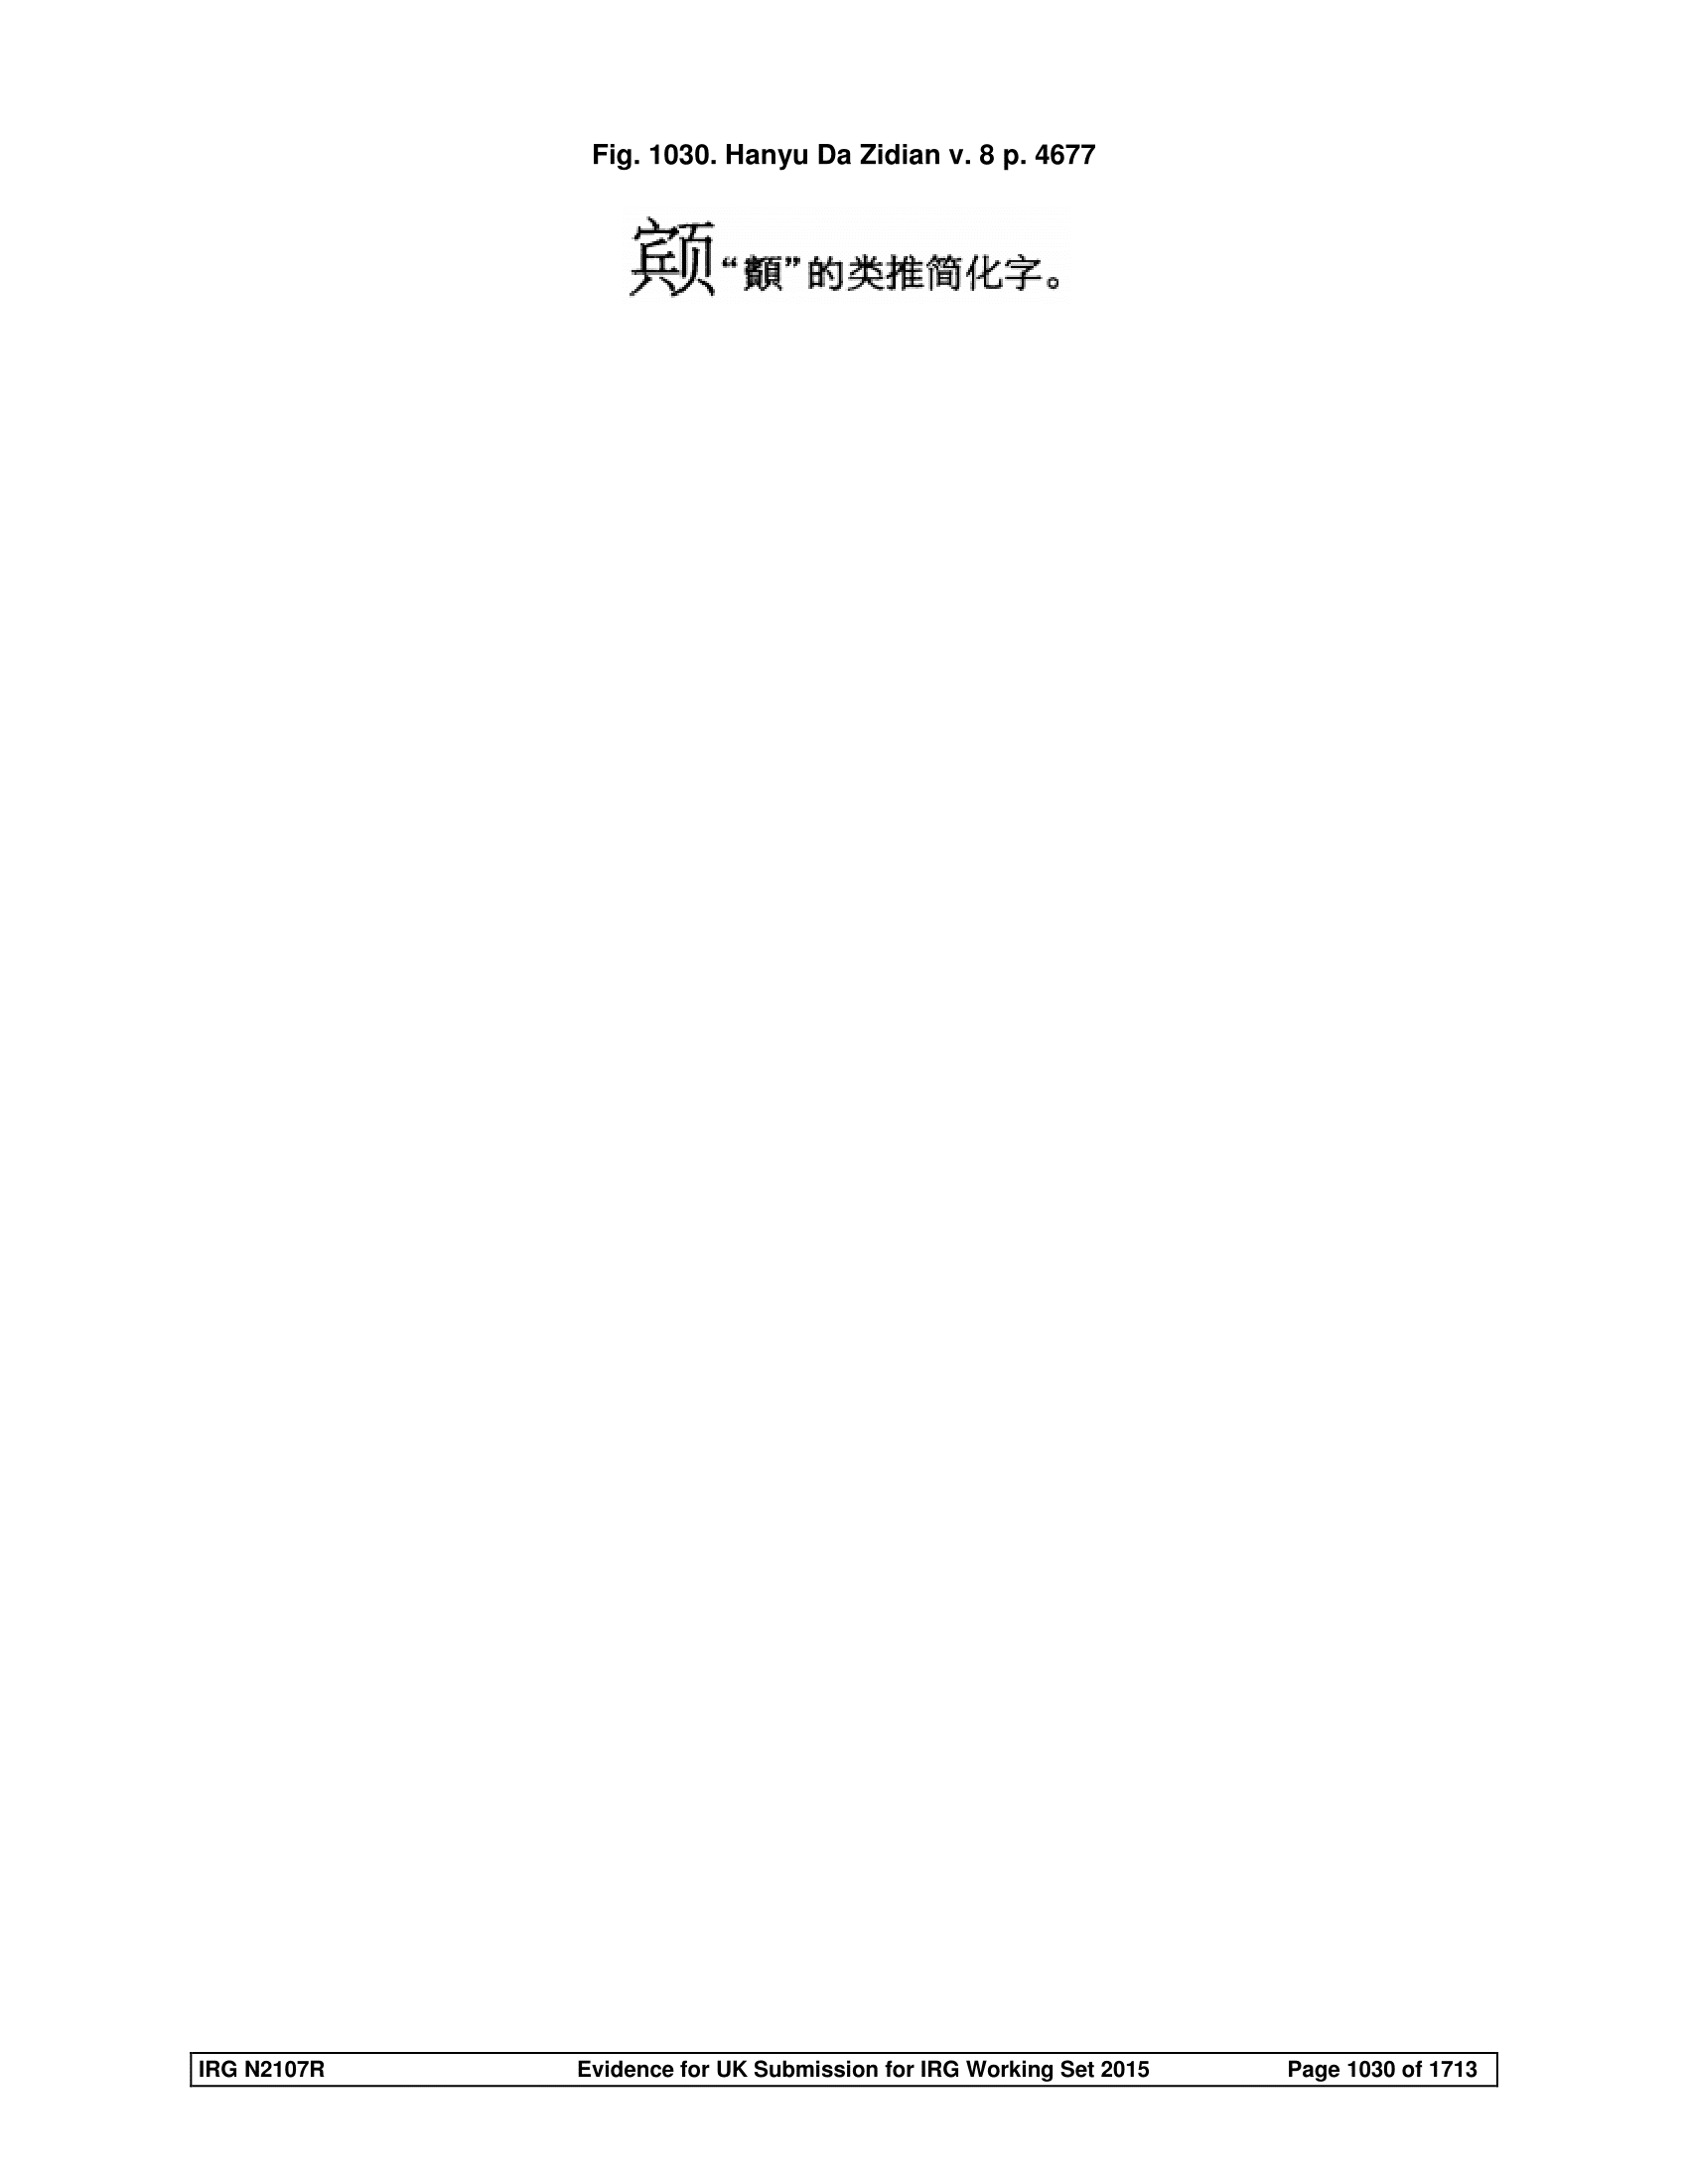 Fig. 1030. Hanyu Da Zidian v. 8 p. 4677
“顮”的类推简化字。
IRG N2107R Evidence for UK Submission for IRG Working Set 2015 Page 1030 of 1713